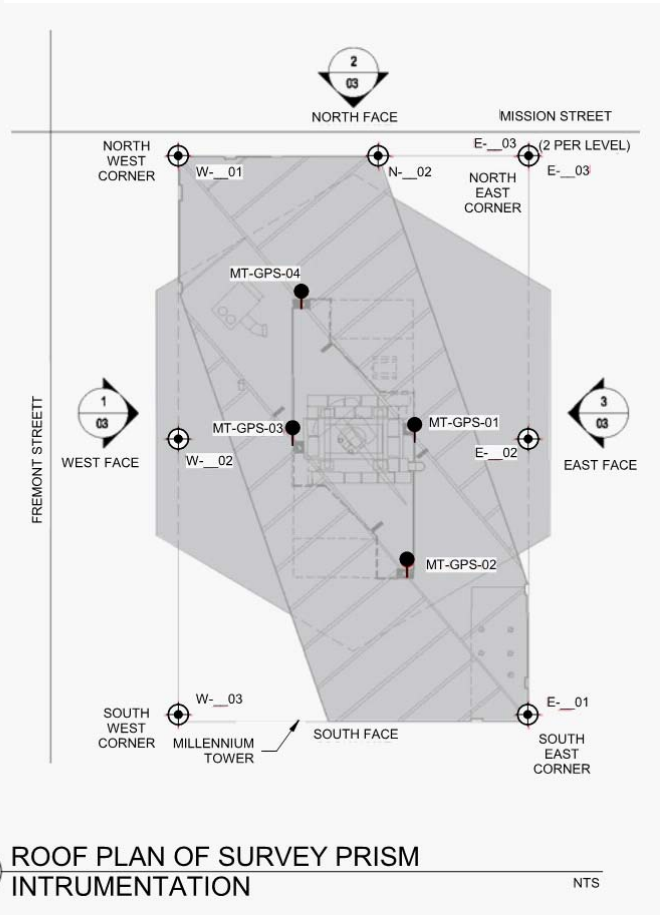 2
03
NORTH FACE
MISSION STREET
NORTH
WEST
CORNER
W-__01
N-__02
E-__03
(2 PER LEVEL)
E-__03
NORTH
EAST
CORNER
MT-GPS-04
1
03
WEST FACE
W-__02
MT-GPS-03
MT-GPS-01
E-__02
3
03
EAST FACE
FREMONT STREETT
MT-GPS-02
W-__03
SOUTH
WEST
CORNER
MILLENNIUM
TOWER
SOUTH FACE
E-__01
SOUTH
EAST
CORNER
ROOF PLAN OF SURVEY PRISM
INTRUMENTATION
NTS